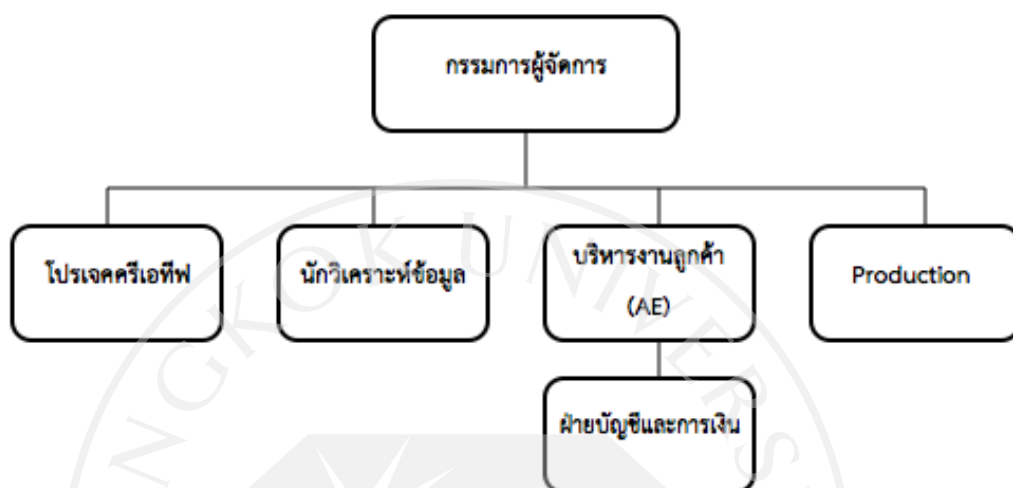 กรรมการผู้จัดการ
โปรเจคครีเอทีฟ
นักวิเคราะห์ข้อมูล
บริหารงานลูกค้า
(AE)
Production
ฝ่ายบัญชีและการเงิน
NGKOK UNIVERS